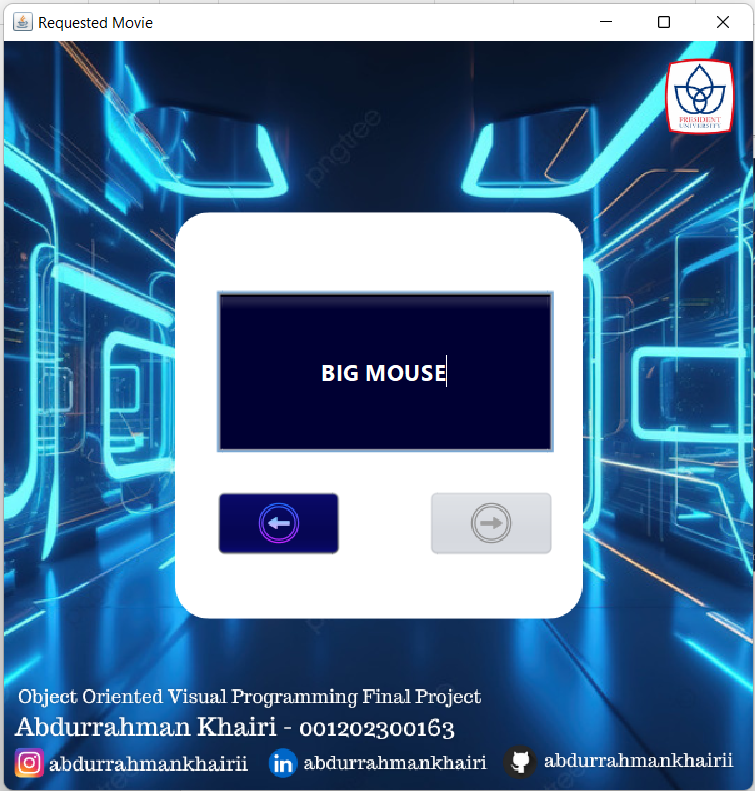 Requested Movie
pngtree
PRESIDENT
UNIVERSITY
BIG MOUSE
Object Oriented Visual Programming Final Project
Abdurrahman Khairi - 001202300163
abdurrahmankhairii abdurrahmankhairi abdurrahmankhairii